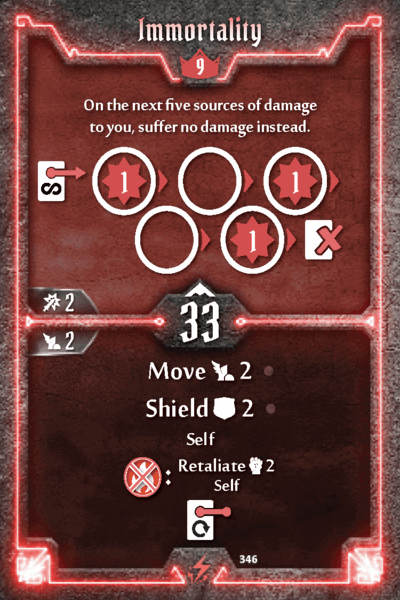 Immortality
9
On the next five sources of damage
to you, suffer no damage instead.
1 1
1
2
33
2
Move 2
Shield 2
Self
Retaliate 2
:
Self
346